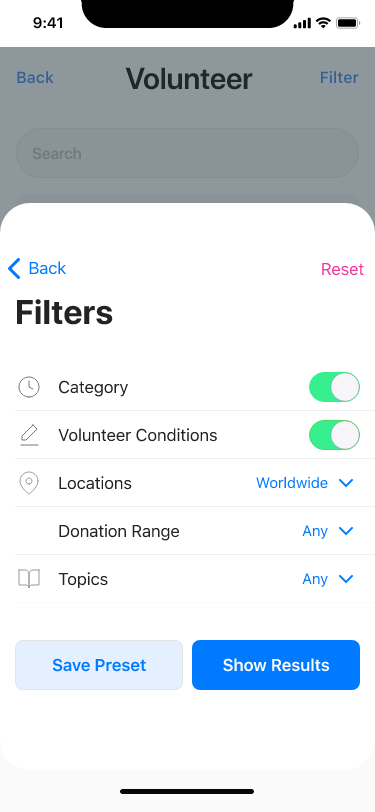 9:41
Back
Volunteer
Filter
Search
Back
Reset
Filters
Category
Volunteer Conditions
Locations
Worldwide
Donation Range
Any
Topics
Any
Save Preset
Show Results